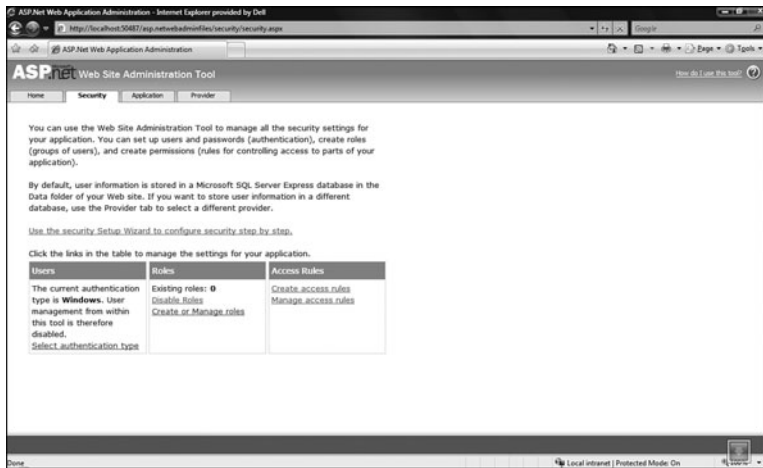 ASP.Net Web Application Administration - Internet Explorer provided by Dell
http://localhost:50487/asp.netwebadminfiles/security/security.aspx
Google
ASP.Net Web Application Administration
Page
Tools
ASP.net Web Site Administration Tool
How do I use this tool?
Home Security Application Provider
You can use the Web Site Administration Tool to manage all the security settings for
your application. You can set up users and passwords (authentication), create roles
(groups of users), and create permissions (rules for controlling access to parts of your
application).
By default, user information is stored in a Microsoft SQL Server Express database in the
Data folder of your Web site. If you want to store user information in a different
database, use the Provider tab to select a different provider.
Use the security Setup Wizard to configure security step by step.
Click the links in the table to manage the settings for your application.
Users Roles Access Rules
The current authentication
type is Windows. User
management from within
this tool is therefore
disabled.
Select authentication type
Existing roles: 0
Disable Roles
Create or Manage roles
Create access rules
Manage access rules
Done
Local intranet | Protected Mode: On